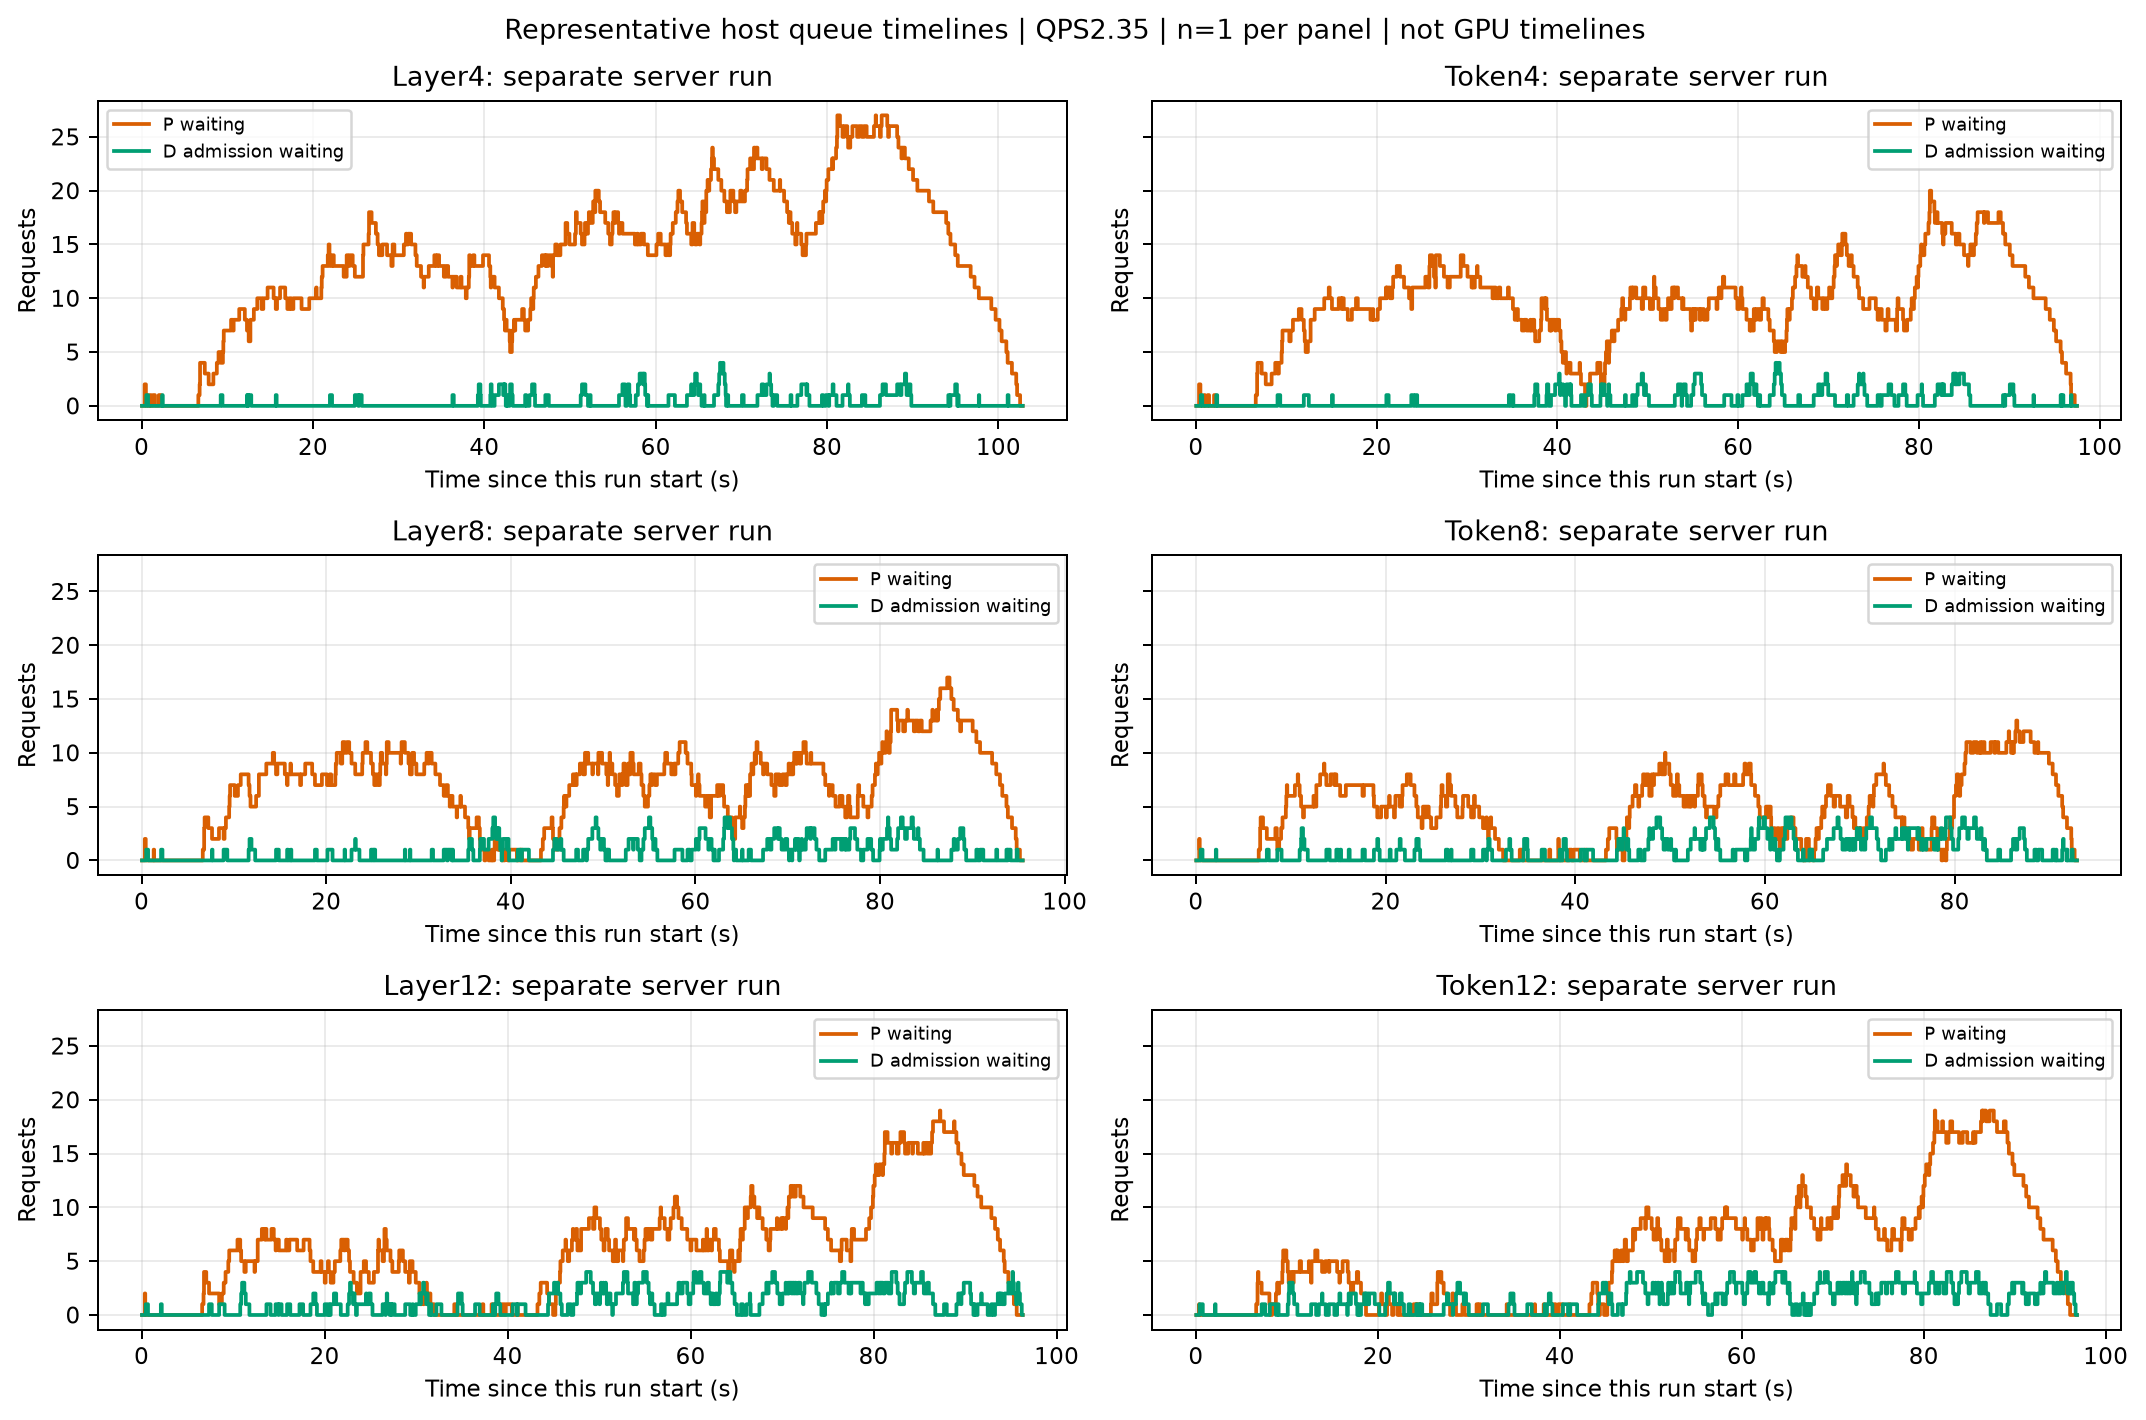 Representative host queue timelines | QPS2.35 | n=1 per panel | not GPU timelines
Layer4: separate server run
P waiting
D admission waiting
Requests
25
20
15
10
5
0
0 20 40 60 80 100
Time since this run start (s)
Token4: separate server run
P waiting
D admission waiting
Requests
0 20 40 60 80 100
Time since this run start (s)
Layer8: separate server run
P waiting
D admission waiting
Requests
25
20
15
10
5
0
0 20 40 60 80 100
Time since this run start (s)
Token8: separate server run
P waiting
D admission waiting
Requests
0 20 40 60 80
Time since this run start (s)
Layer12: separate server run
P waiting
D admission waiting
Requests
25
20
15
10
5
0
0 20 40 60 80 100
Time since this run start (s)
Token12: separate server run
P waiting
D admission waiting
Requests
0 20 40 60 80 100
Time since this run start (s)